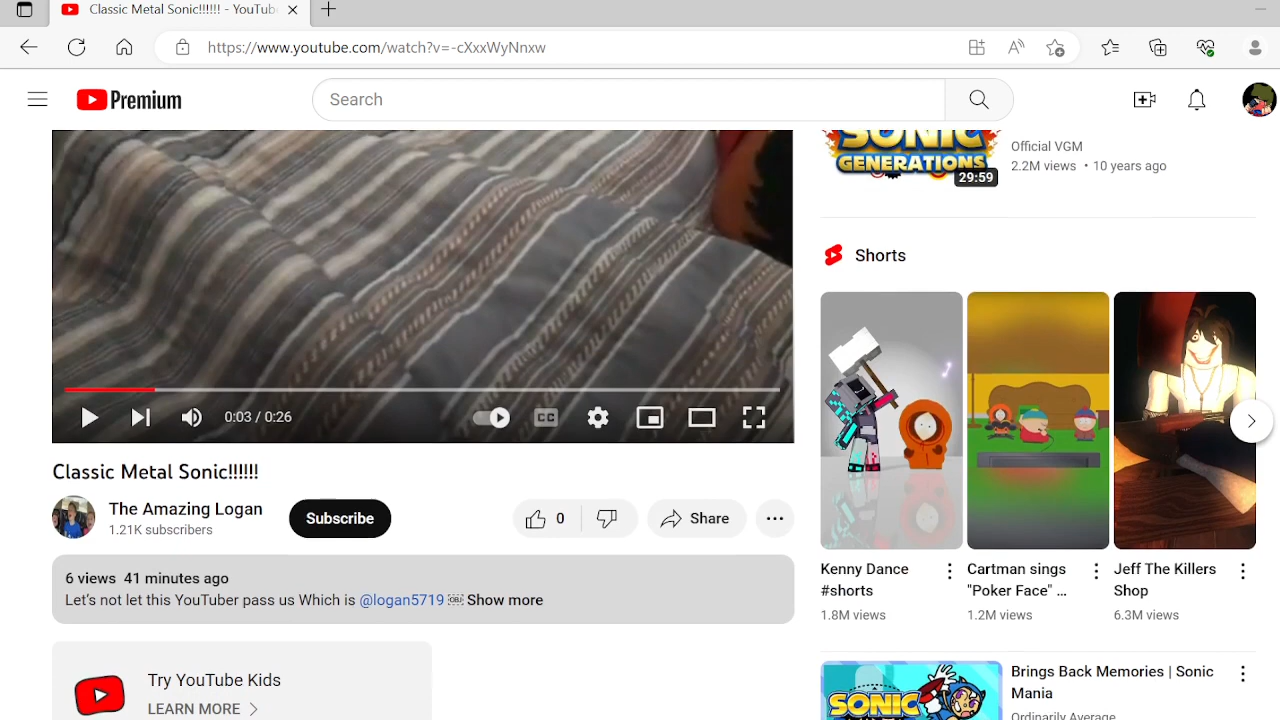 Classic Metal Sonic!!!!!! - YouTub
https://www.youtube.com/watch?v=-cXxxWyNnxw
Premium
Search
SONIC
GENERATIONS
29:59
Official VGM
2.2M views • 10 years ago
Shorts
0:03 / 0:26
CC
Classic Metal Sonic!!!!!!
The Amazing Logan
1.21K subscribers
Subscribe
0
Share
6 views 41 minutes ago
Let's not let this YouTuber pass us Which is @logan5719 OBJ Show more
Try YouTube Kids
LEARN MORE
Kenny Dance
#shorts
1.8M views
Cartman sings
"Poker Face" ...
1.2M views
Jeff The Killers
Shop
6.3M views
SONIC
Brings Back Memories | Sonic
Mania
Ordinarily Average